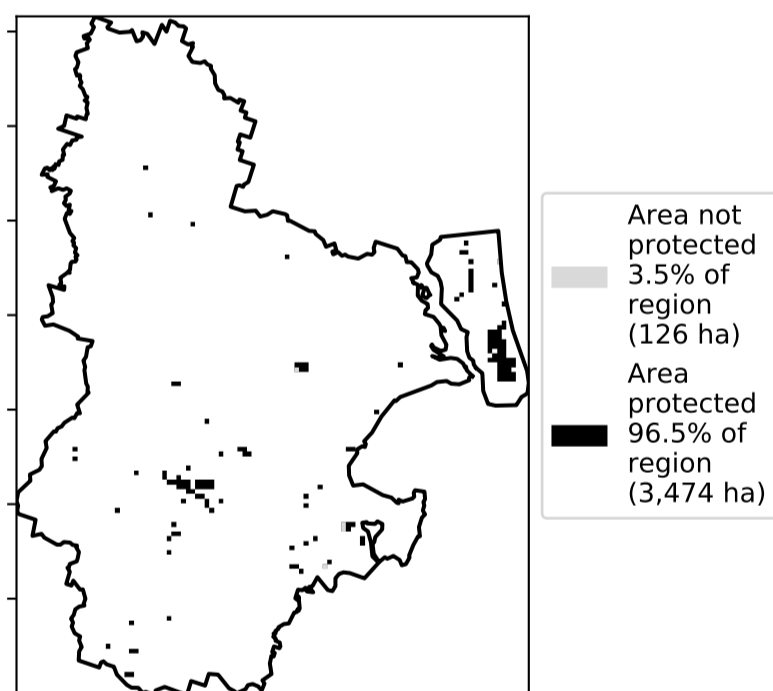 Area not
protected
3.5% of
region
(126 ha)
Area
protected
96.5% of
region
(3,474 ha)